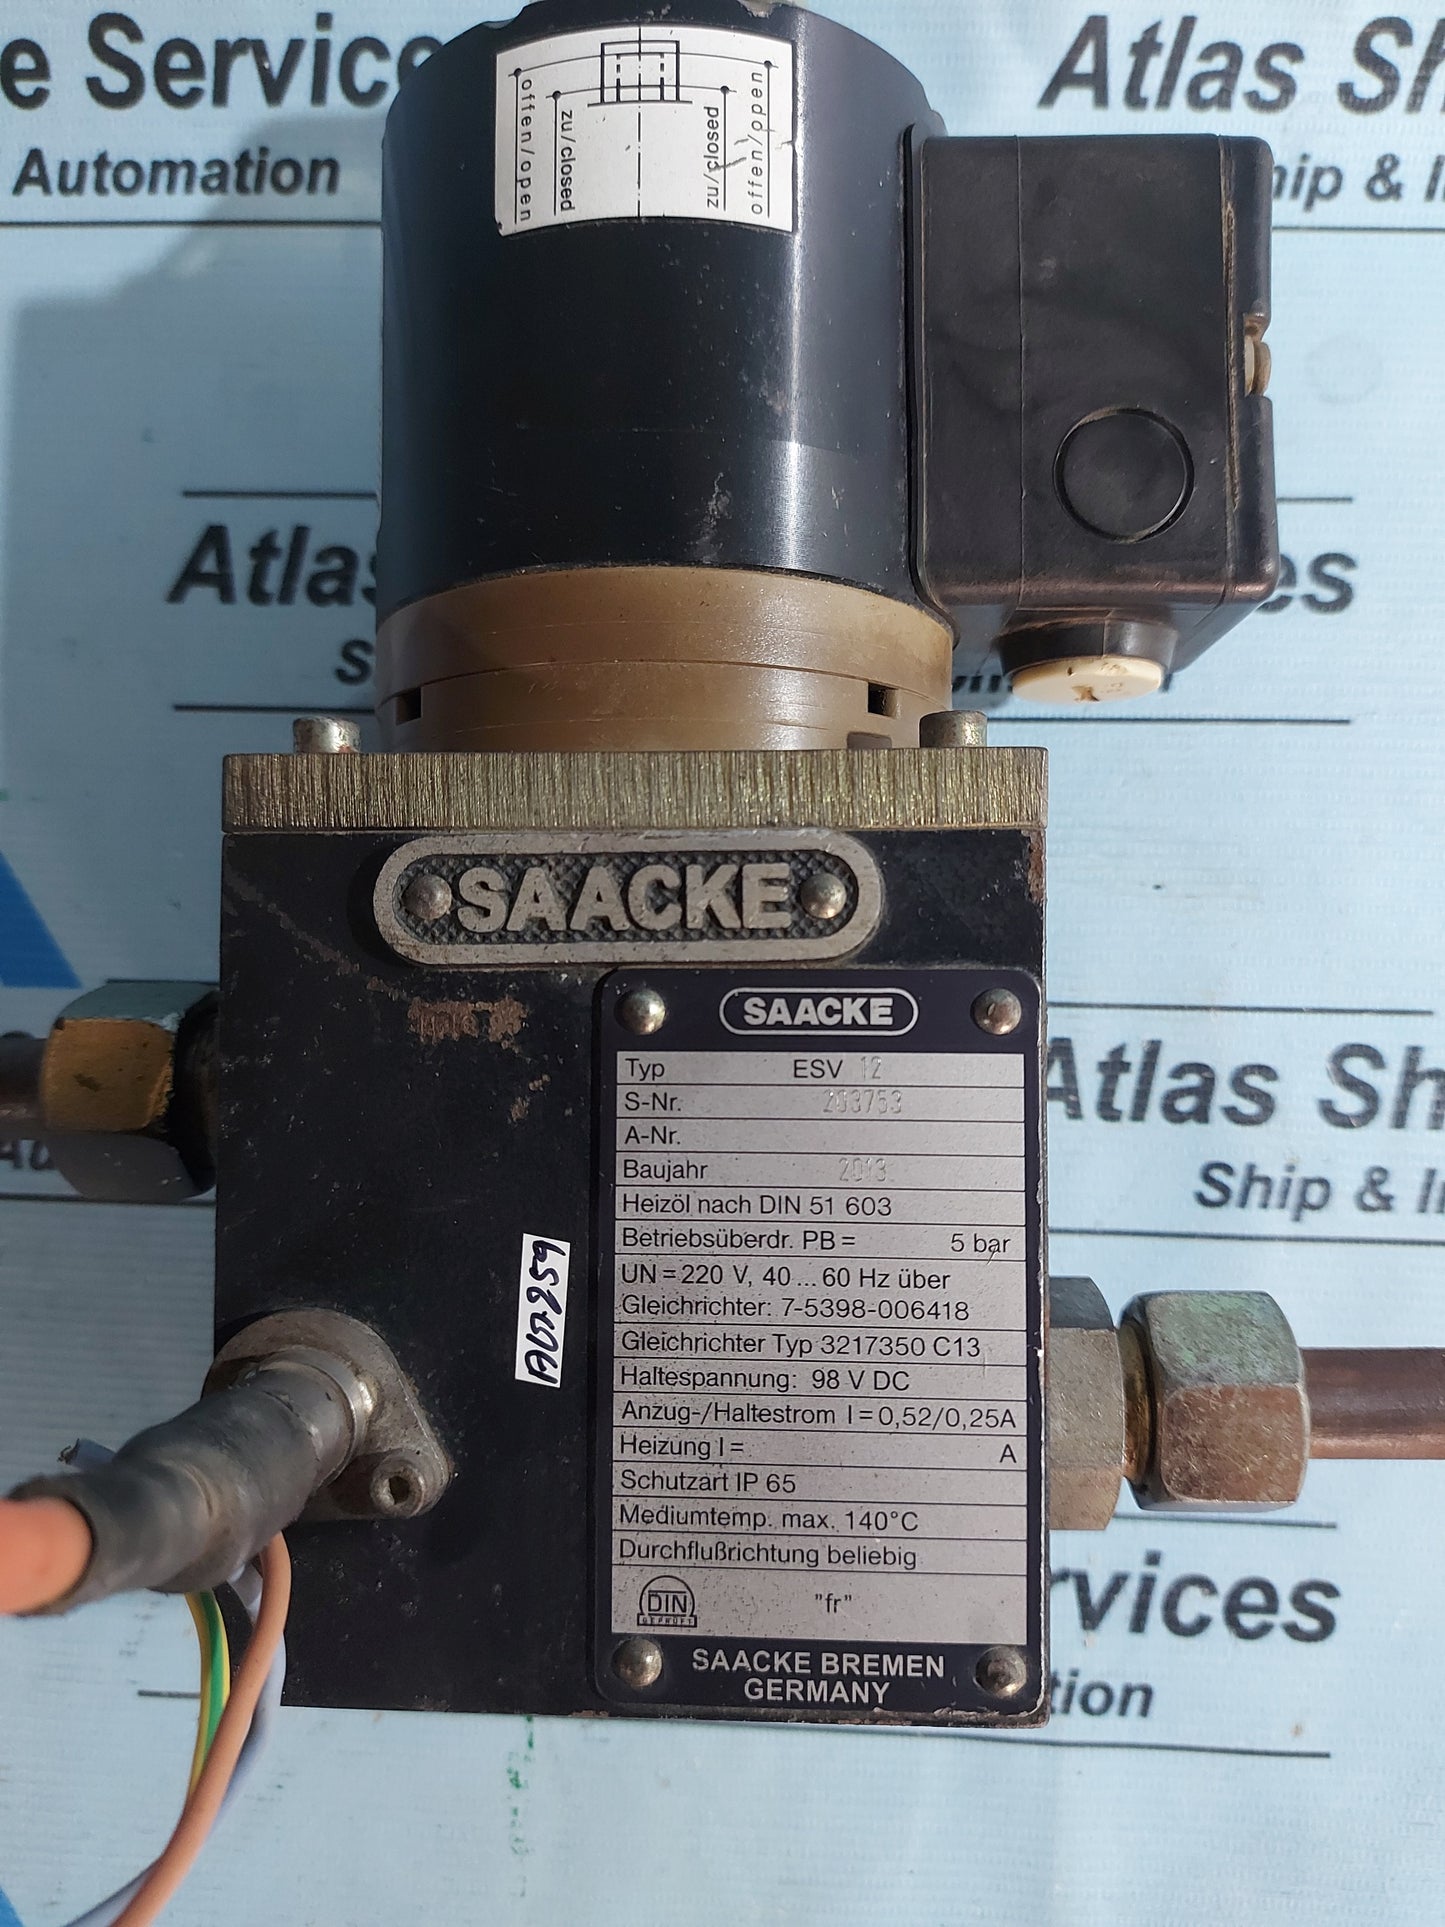 e Service
Atlas Sh
Automation
Ship & I
offen/open
zu/closed
zu/closed
offen/open
Atlas
es
SAACKE
SAACKE
Typ ESV 12
S-Nr. 203753
A-Nr.
Baujahr 2013
Heizöl nach DIN 51 603
Betriebsüberdr. PB = 5 bar
UN = 220 V, 40 ... 60 Hz über
Gleichrichter: 7-5398-006418
Gleichrichter Typ 3217350 C13
Haltespannung: 98 V DC
Anzug-/Haltestrom I = 0,52/0,25A
Heizung I = A
Schutzart IP 65
Mediumtemp. max. 140°C
Durchflußrichtung beliebig
DIN
GEPRÜFT
"fr"
SAACKE BREMEN
GERMANY
Atlas Sh
Ship & I
rvices
tion